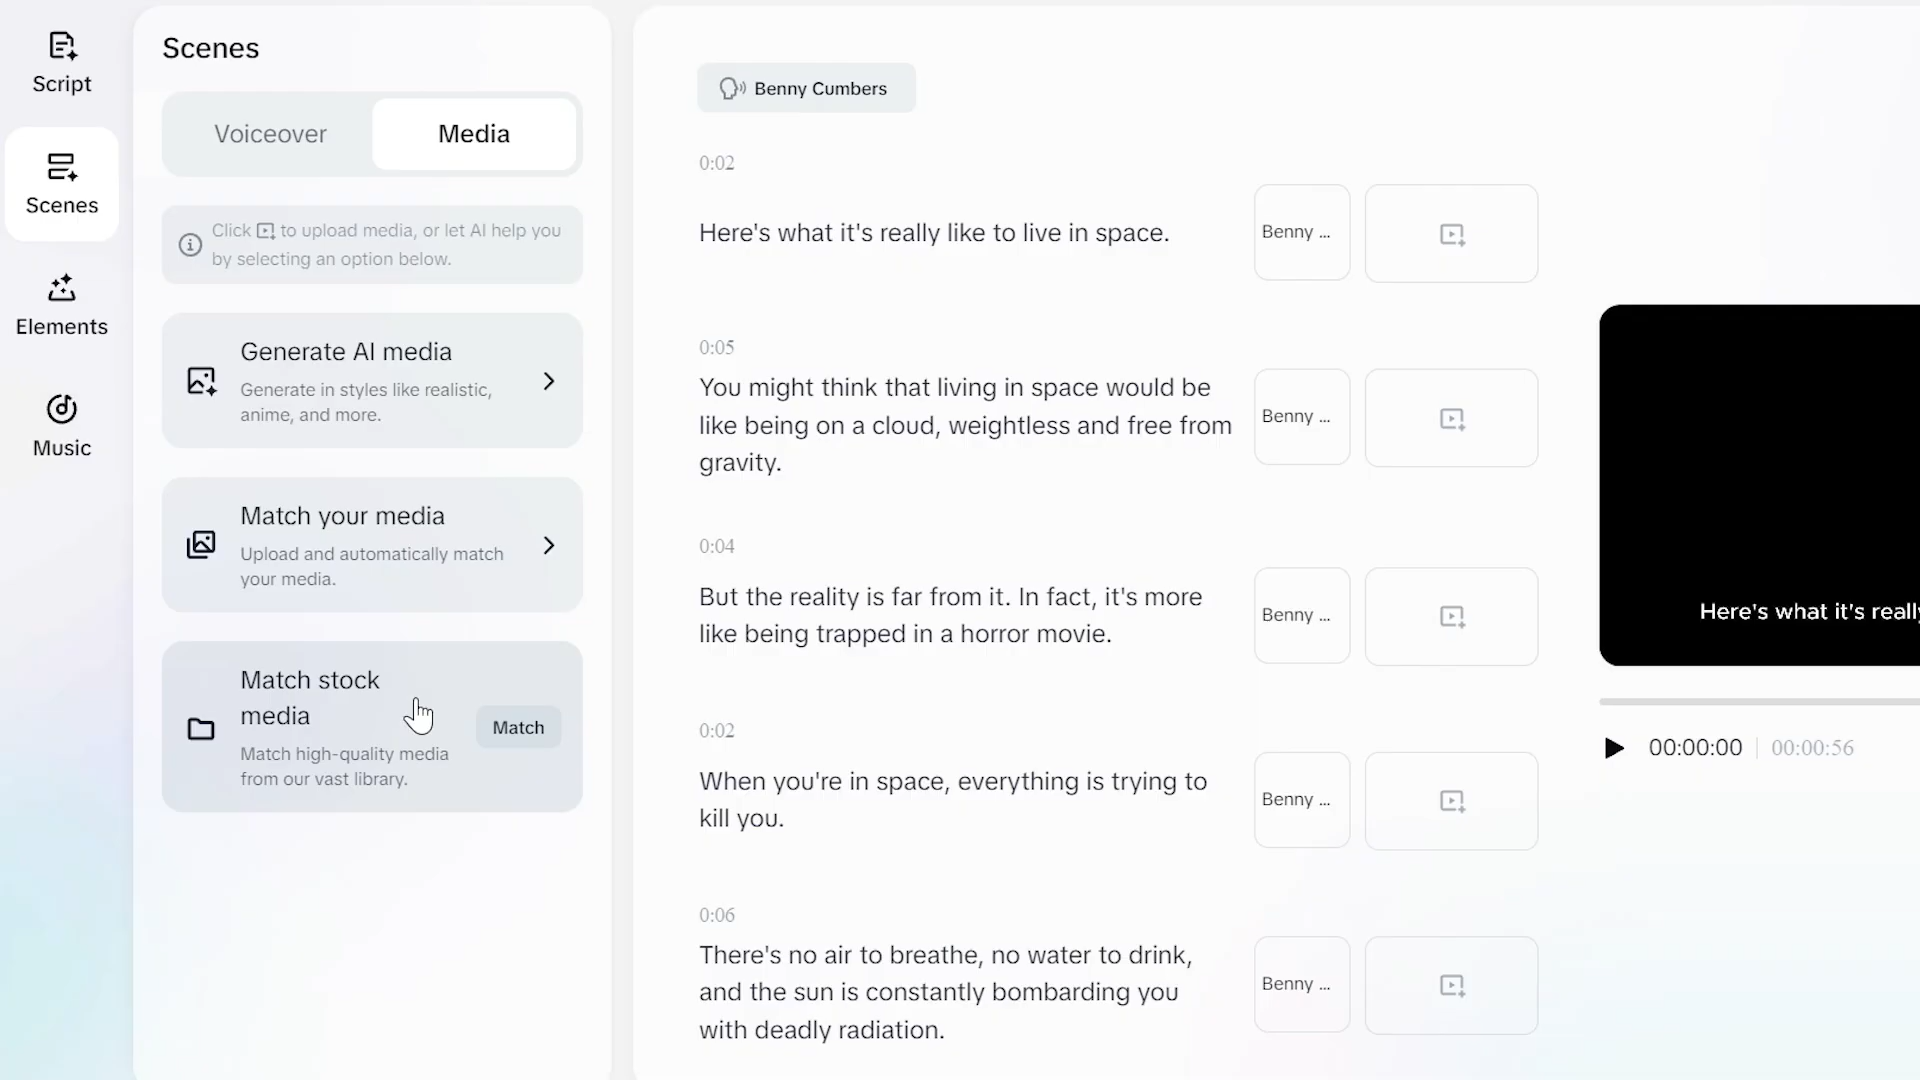 Script
Scenes
Elements
Music
Scenes
Voiceover
Media
Click to upload media, or let AI help you
by selecting an option below.
Generate AI media
Generate in styles like realistic,
anime, and more.
Match your media
Upload and automatically match
your media.
Match stock
media
Match high-quality media
from our vast library.
Match
Benny Cumbers
0:02
Here's what it's really like to live in space.
Benny ...
0:05
You might think that living in space would be
like being on a cloud, weightless and free from
gravity.
Benny ...
0:04
But the reality is far from it. In fact, it's more
like being trapped in a horror movie.
Benny ...
0:02
When you're in space, everything is trying to
kill you.
Benny ...
0:06
There's no air to breathe, no water to drink,
and the sun is constantly bombarding you
with deadly radiation.
Benny ...
Here's what it's really
00:00:00
00:00:56